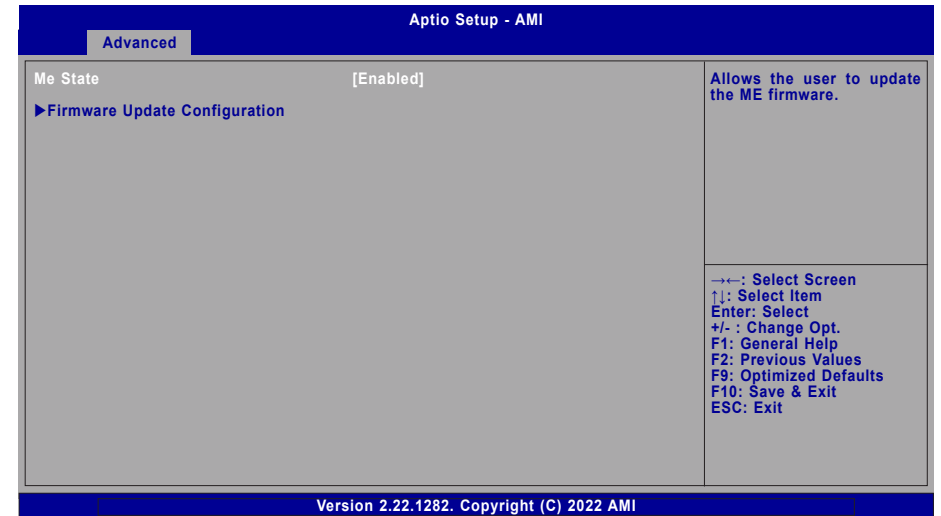 Aptio Setup - AMI
Advanced
Me State [Enabled]
▶Firmware Update Configuration
Allows the user to update
the ME firmware.
→←: Select Screen
↑↓: Select Item
Enter: Select
+/- : Change Opt.
F1: General Help
F2: Previous Values
F9: Optimized Defaults
F10: Save & Exit
ESC: Exit
Version 2.22.1282. Copyright (C) 2022 AMI